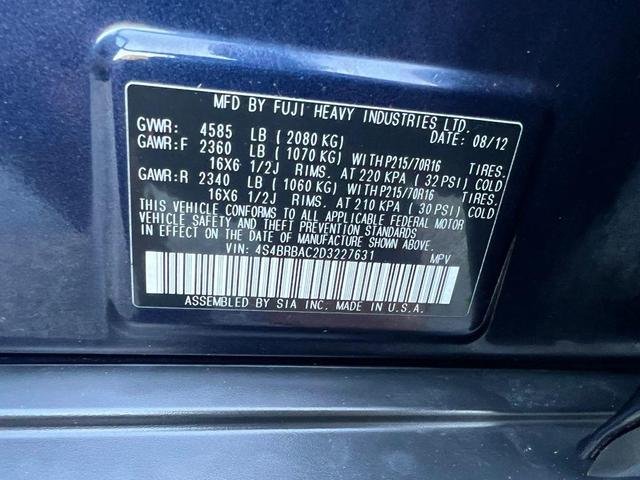 MFD BY FUJI HEAVY INDUSTRIES LTD.
GVWR: 4585 LB (2080 KG) DATE: 08/12
GAWR:F 2360 LB (1070 KG) WITH P215/70R16 TIRES.
16X6 1/2J RIMS. AT 220 KPA (32 PSI) COLD
GAWR:R 2340 LB (1060 KG) WITH P215/70R16 TIRES.
16X6 1/2J RIMS. AT 210 KPA (30 PSI) COLD
THIS VEHICLE CONFORMS TO ALL APPLICABLE FEDERAL MOTOR
VEHICLE SAFETY AND THEFT PREVENTION STANDARDS
IN EFFECT ON THE DATE OF MANUFACTURE SHOWN ABOVE.
VIN: 4S4BRBAC2D3227631 MPV
ASSEMBLED BY SIA INC. MADE IN U.S.A.